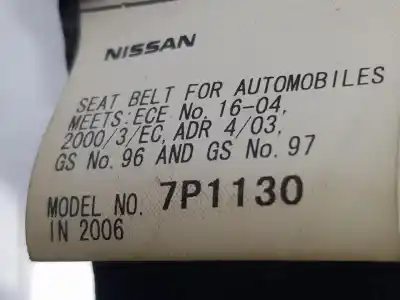 NISSAN
SEAT BELT FOR AUTOMOBILES
MEETS:ECE No. 16-04,
2000/3/EC, ADR 4/03,
GS No. 96 AND GS No. 97
MODEL NO. 7P1130
IN 2006